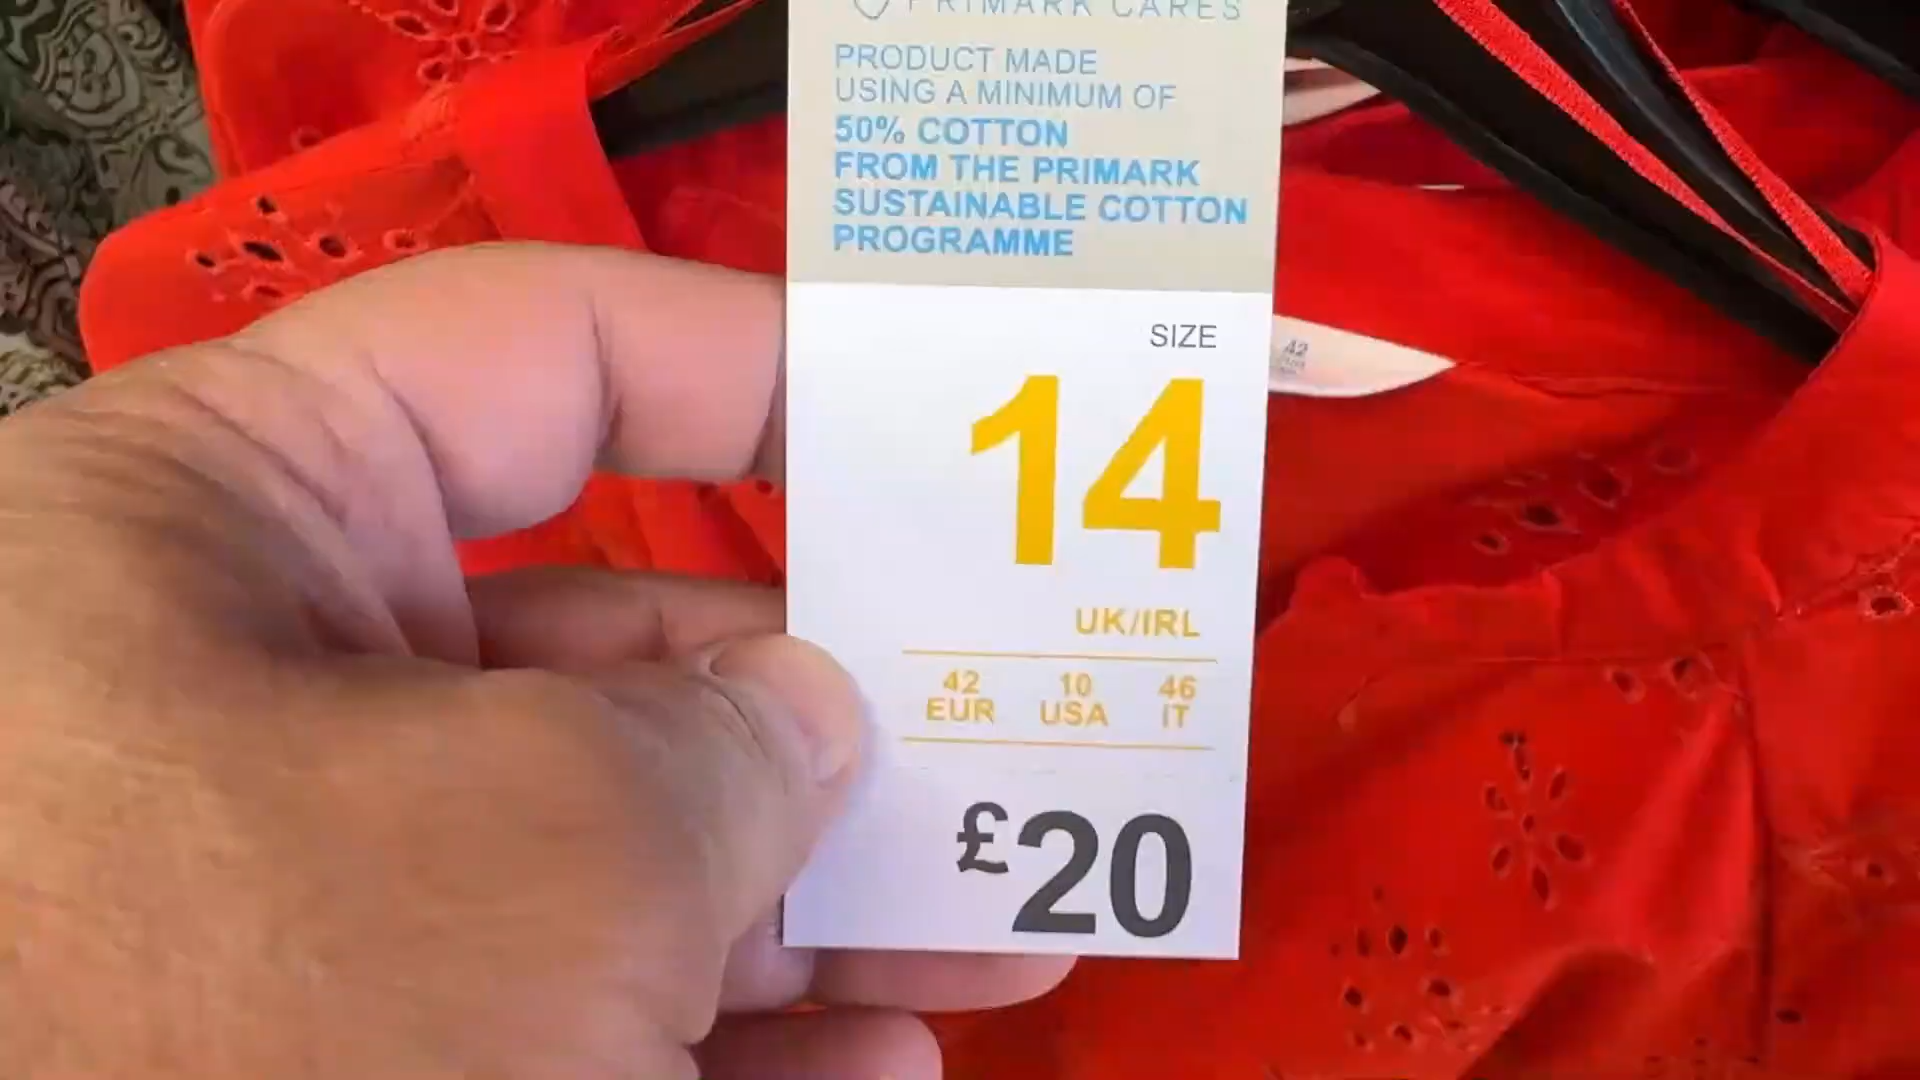 PRIMARK CARES
PRODUCT MADE
USING A MINIMUM OF
50% COTTON
FROM THE PRIMARK
SUSTAINABLE COTTON
PROGRAMME
SIZE
14
UK/IRL
42 10 46
EUR USA IT
£20
42